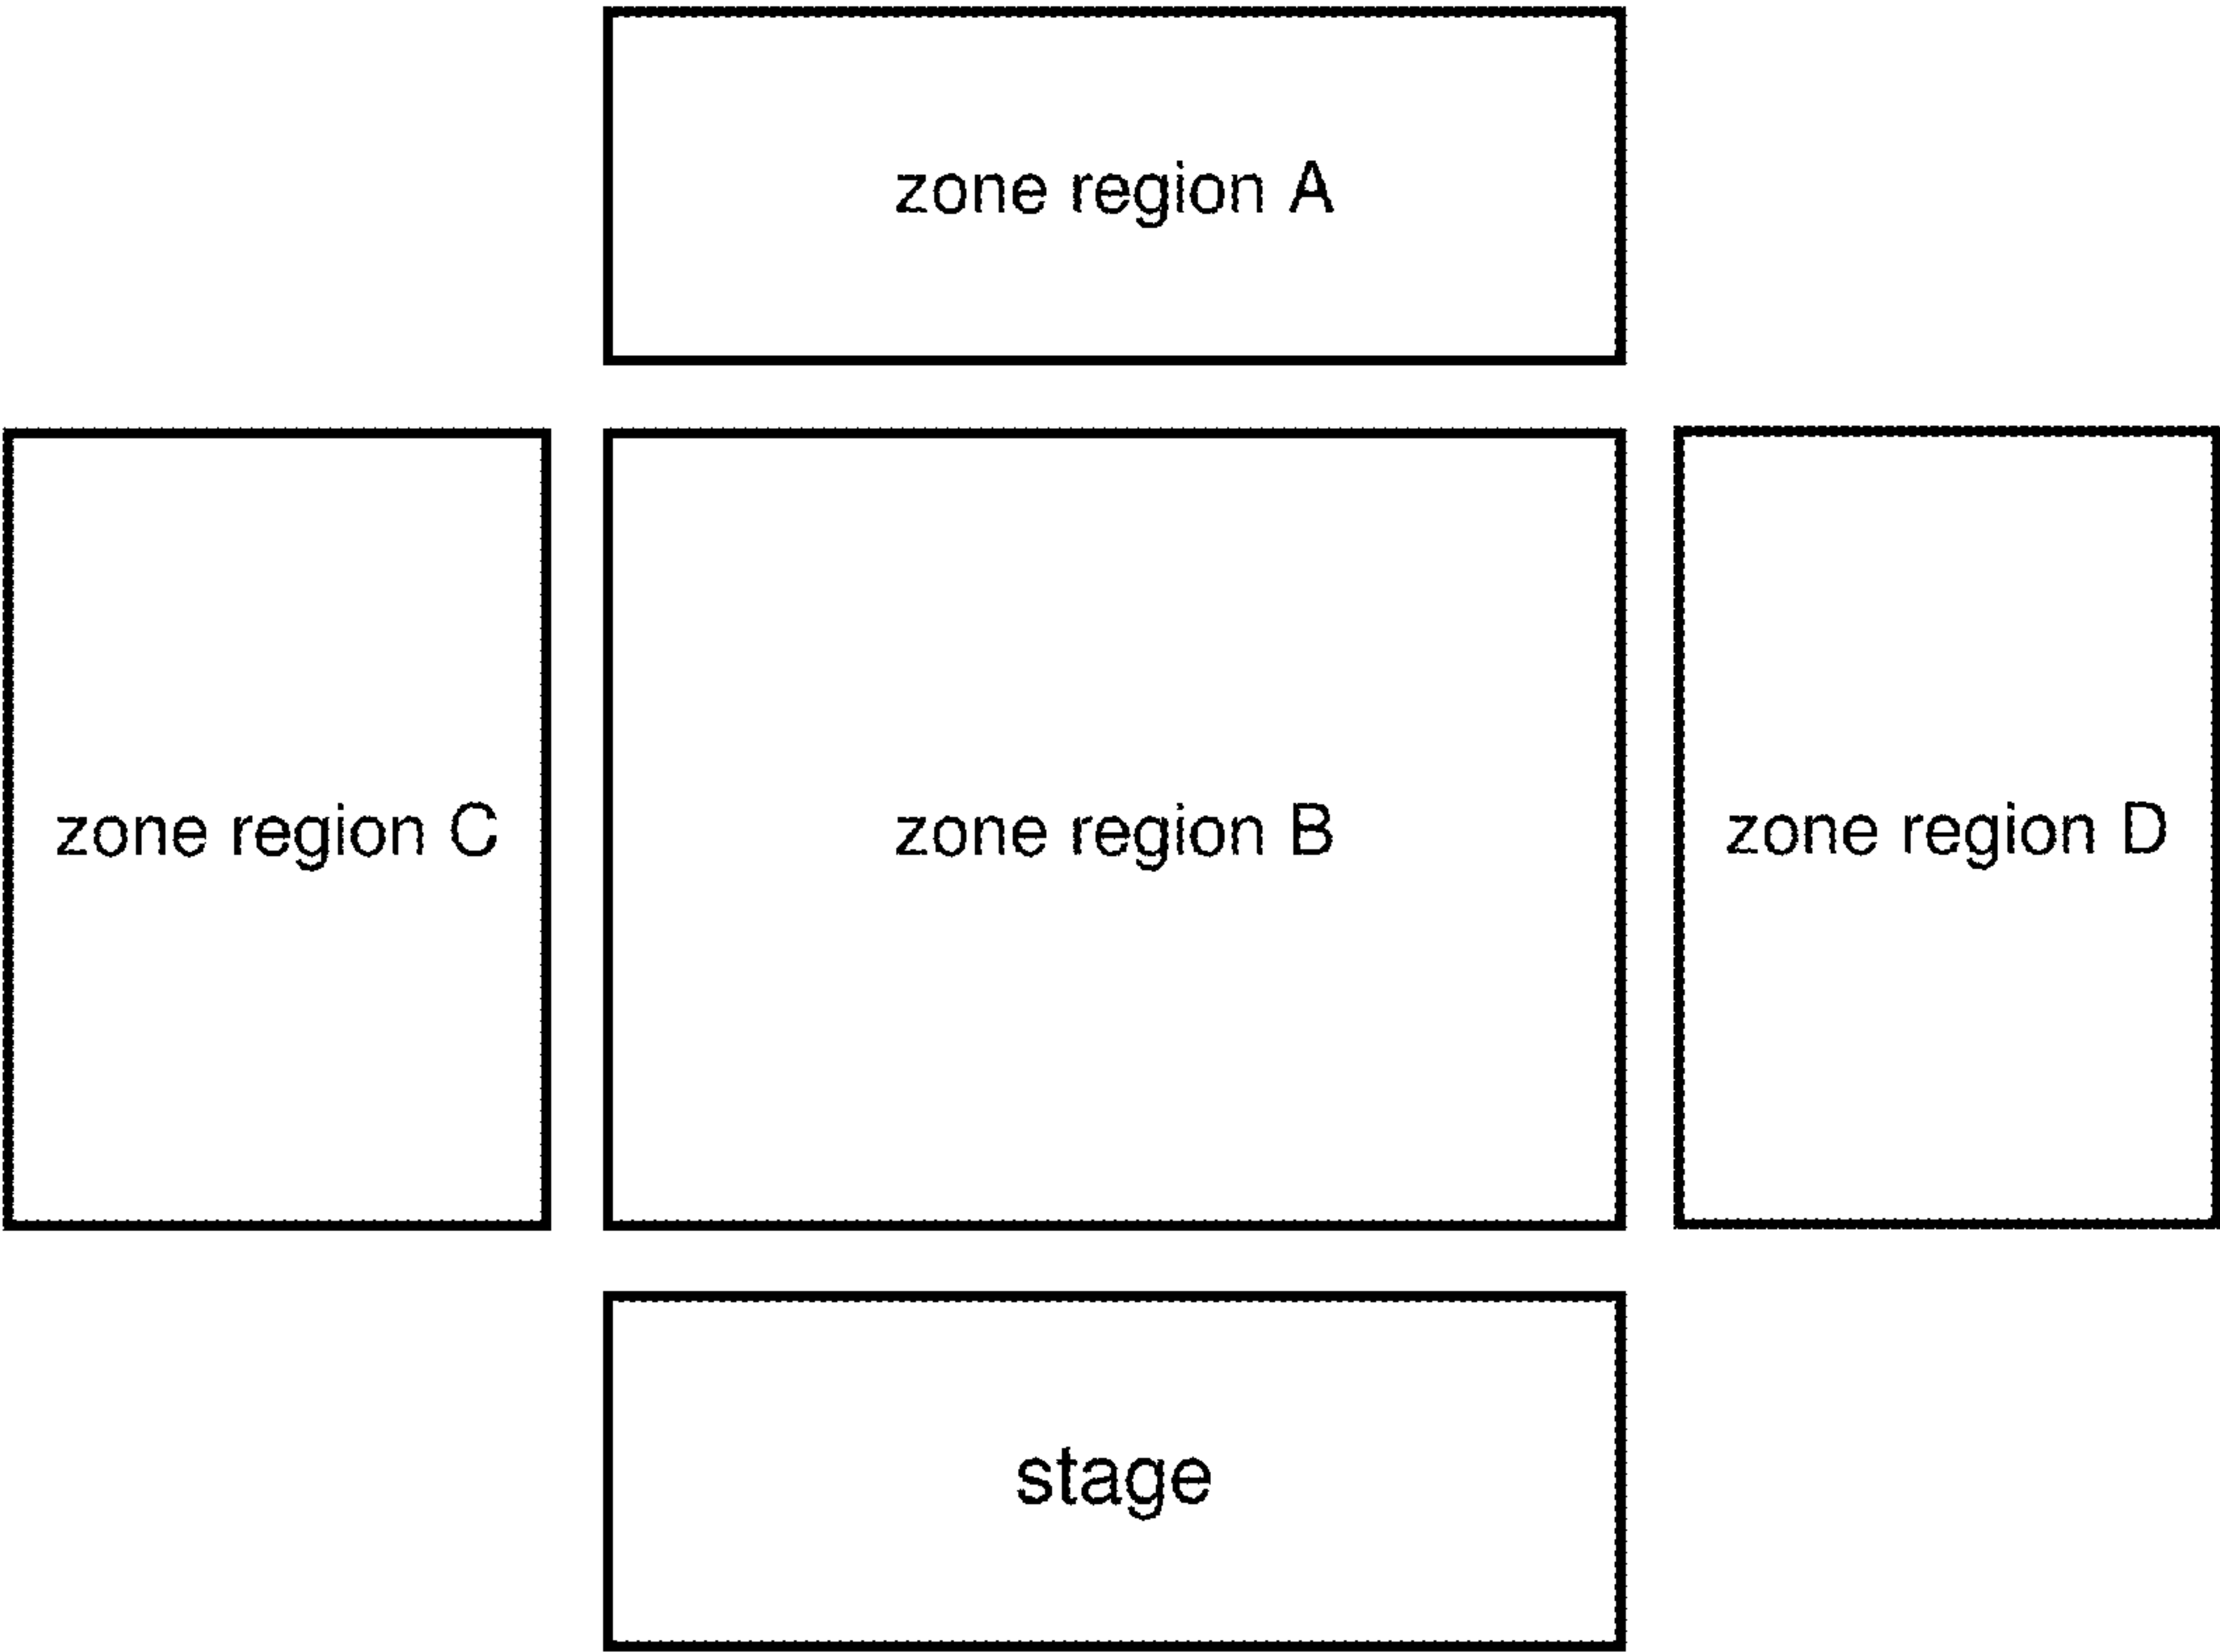 zone region A
zone region C
zone region B
zone region D
stage